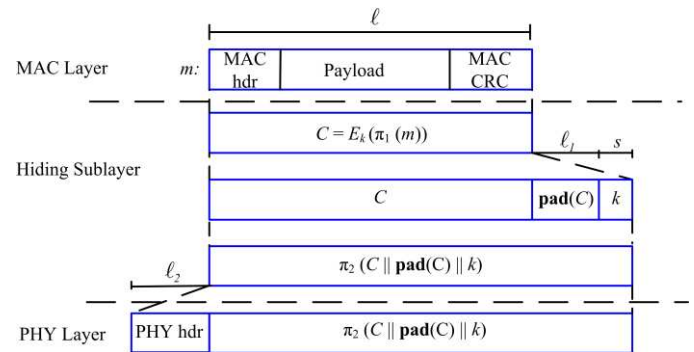 ℓ
MAC Layer m: MAC hdr Payload MAC CRC
C = E_k (π_1 (m))
ℓ_1 s
Hiding Sublayer
C pad(C) k
π_2 (C || pad(C) || k)
ℓ_2
PHY Layer PHY hdr π_2 (C || pad(C) || k)